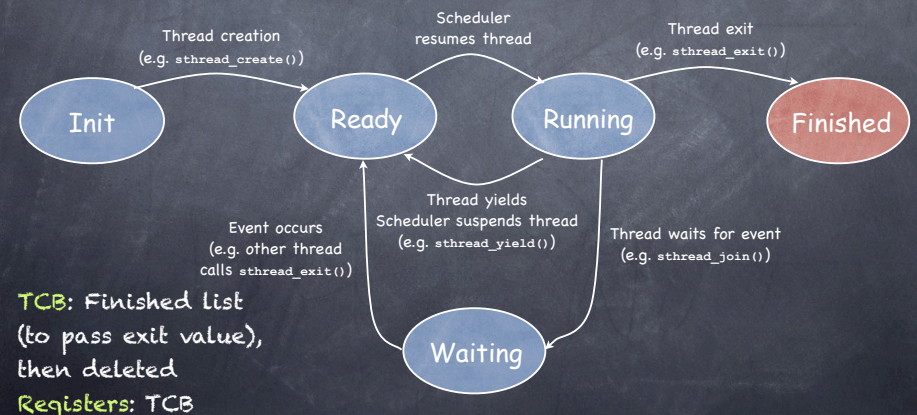 Scheduler
resumes thread
Thread creation
(e.g. sthread_create())
Thread exit
(e.g. sthread_exit())
Init
Ready
Running
Finished
Thread yields
Scheduler suspends thread
(e.g. sthread_yield())
Event occurs
(e.g. other thread
calls sthread_exit())
Thread waits for event
(e.g. sthread_join())
Waiting
TCB: Finished list
(to pass exit value),
then deleted
Registers: TCB